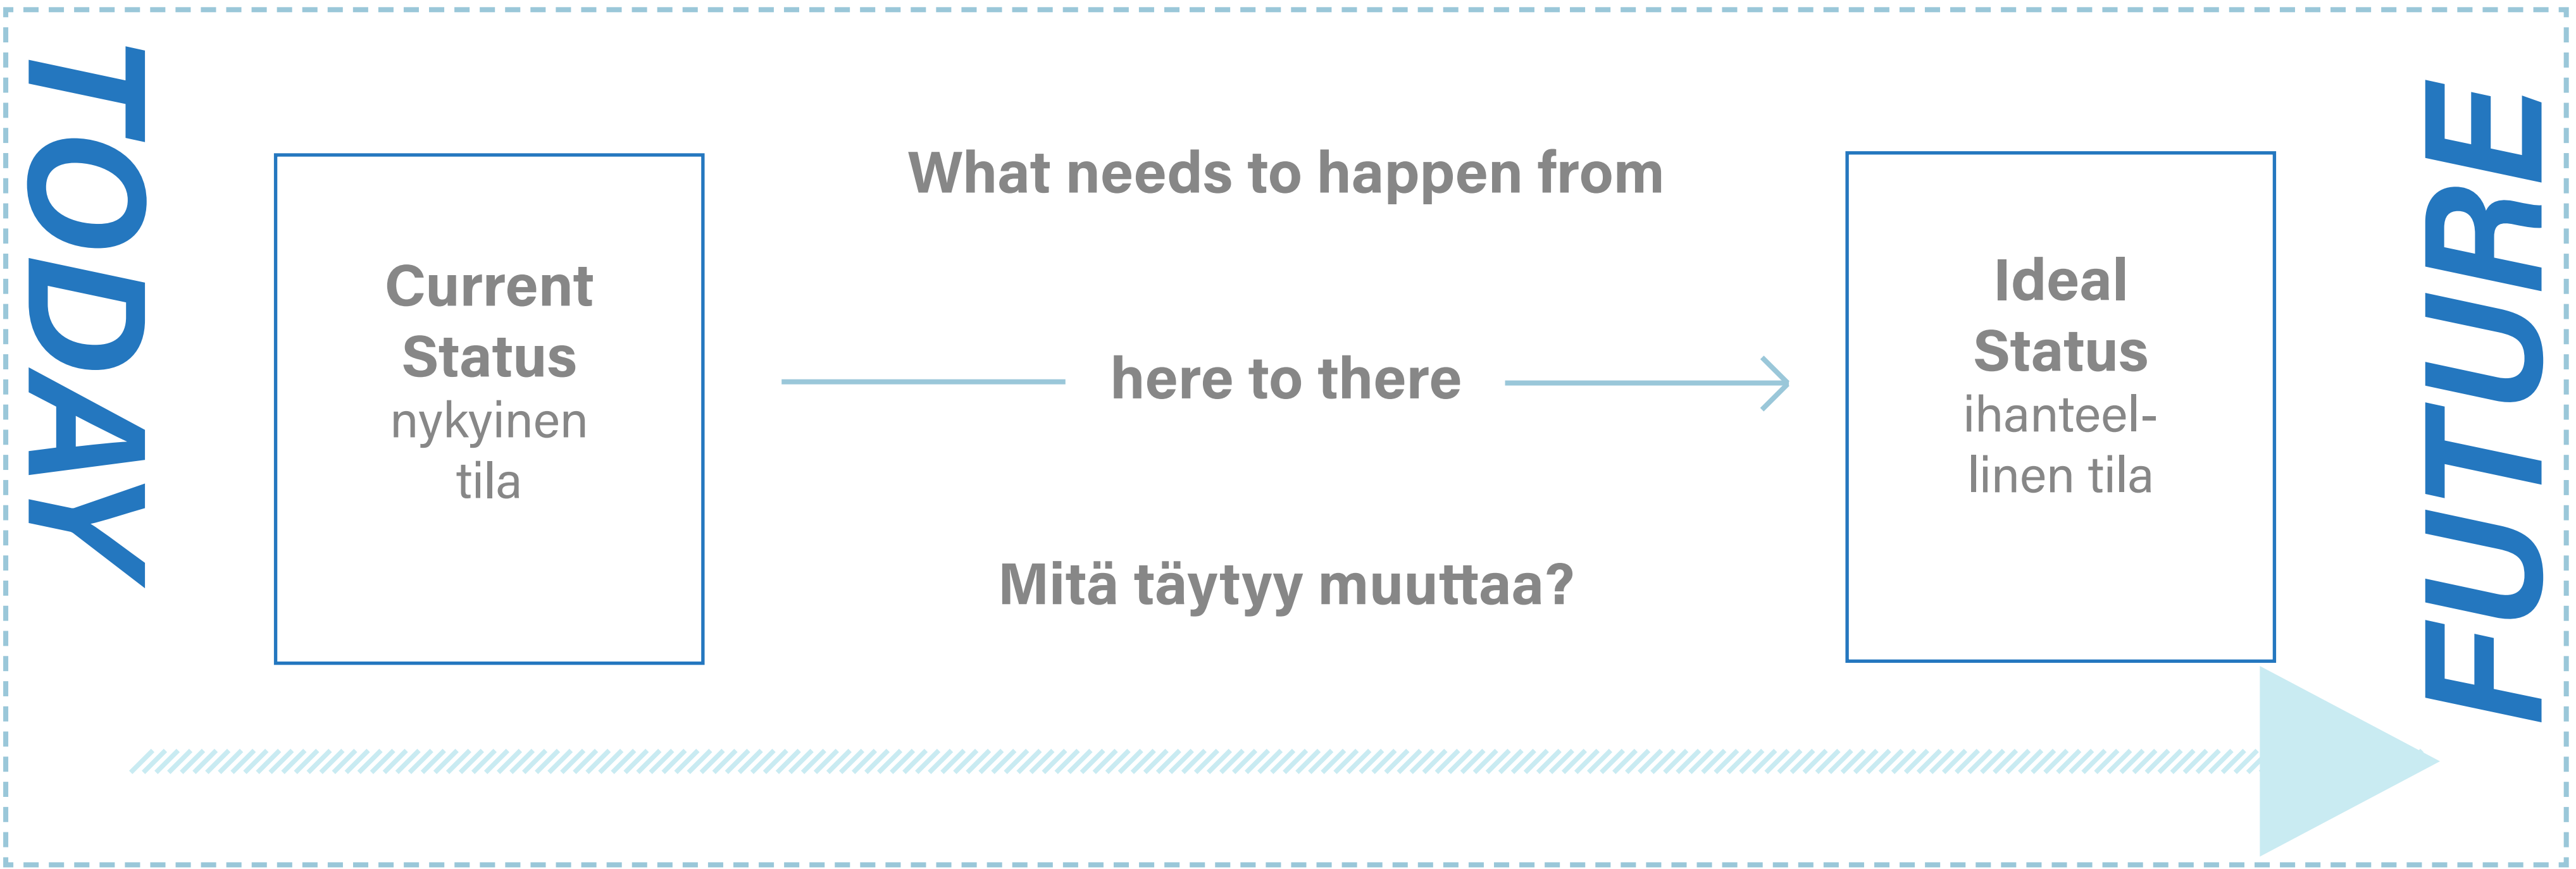 TODAY
Current
Status
nykyinen
tila
What needs to happen from
here to there
Mitä täytyy muuttaa?
Ideal
Status
ihanteel-
linen tila
FUTURE